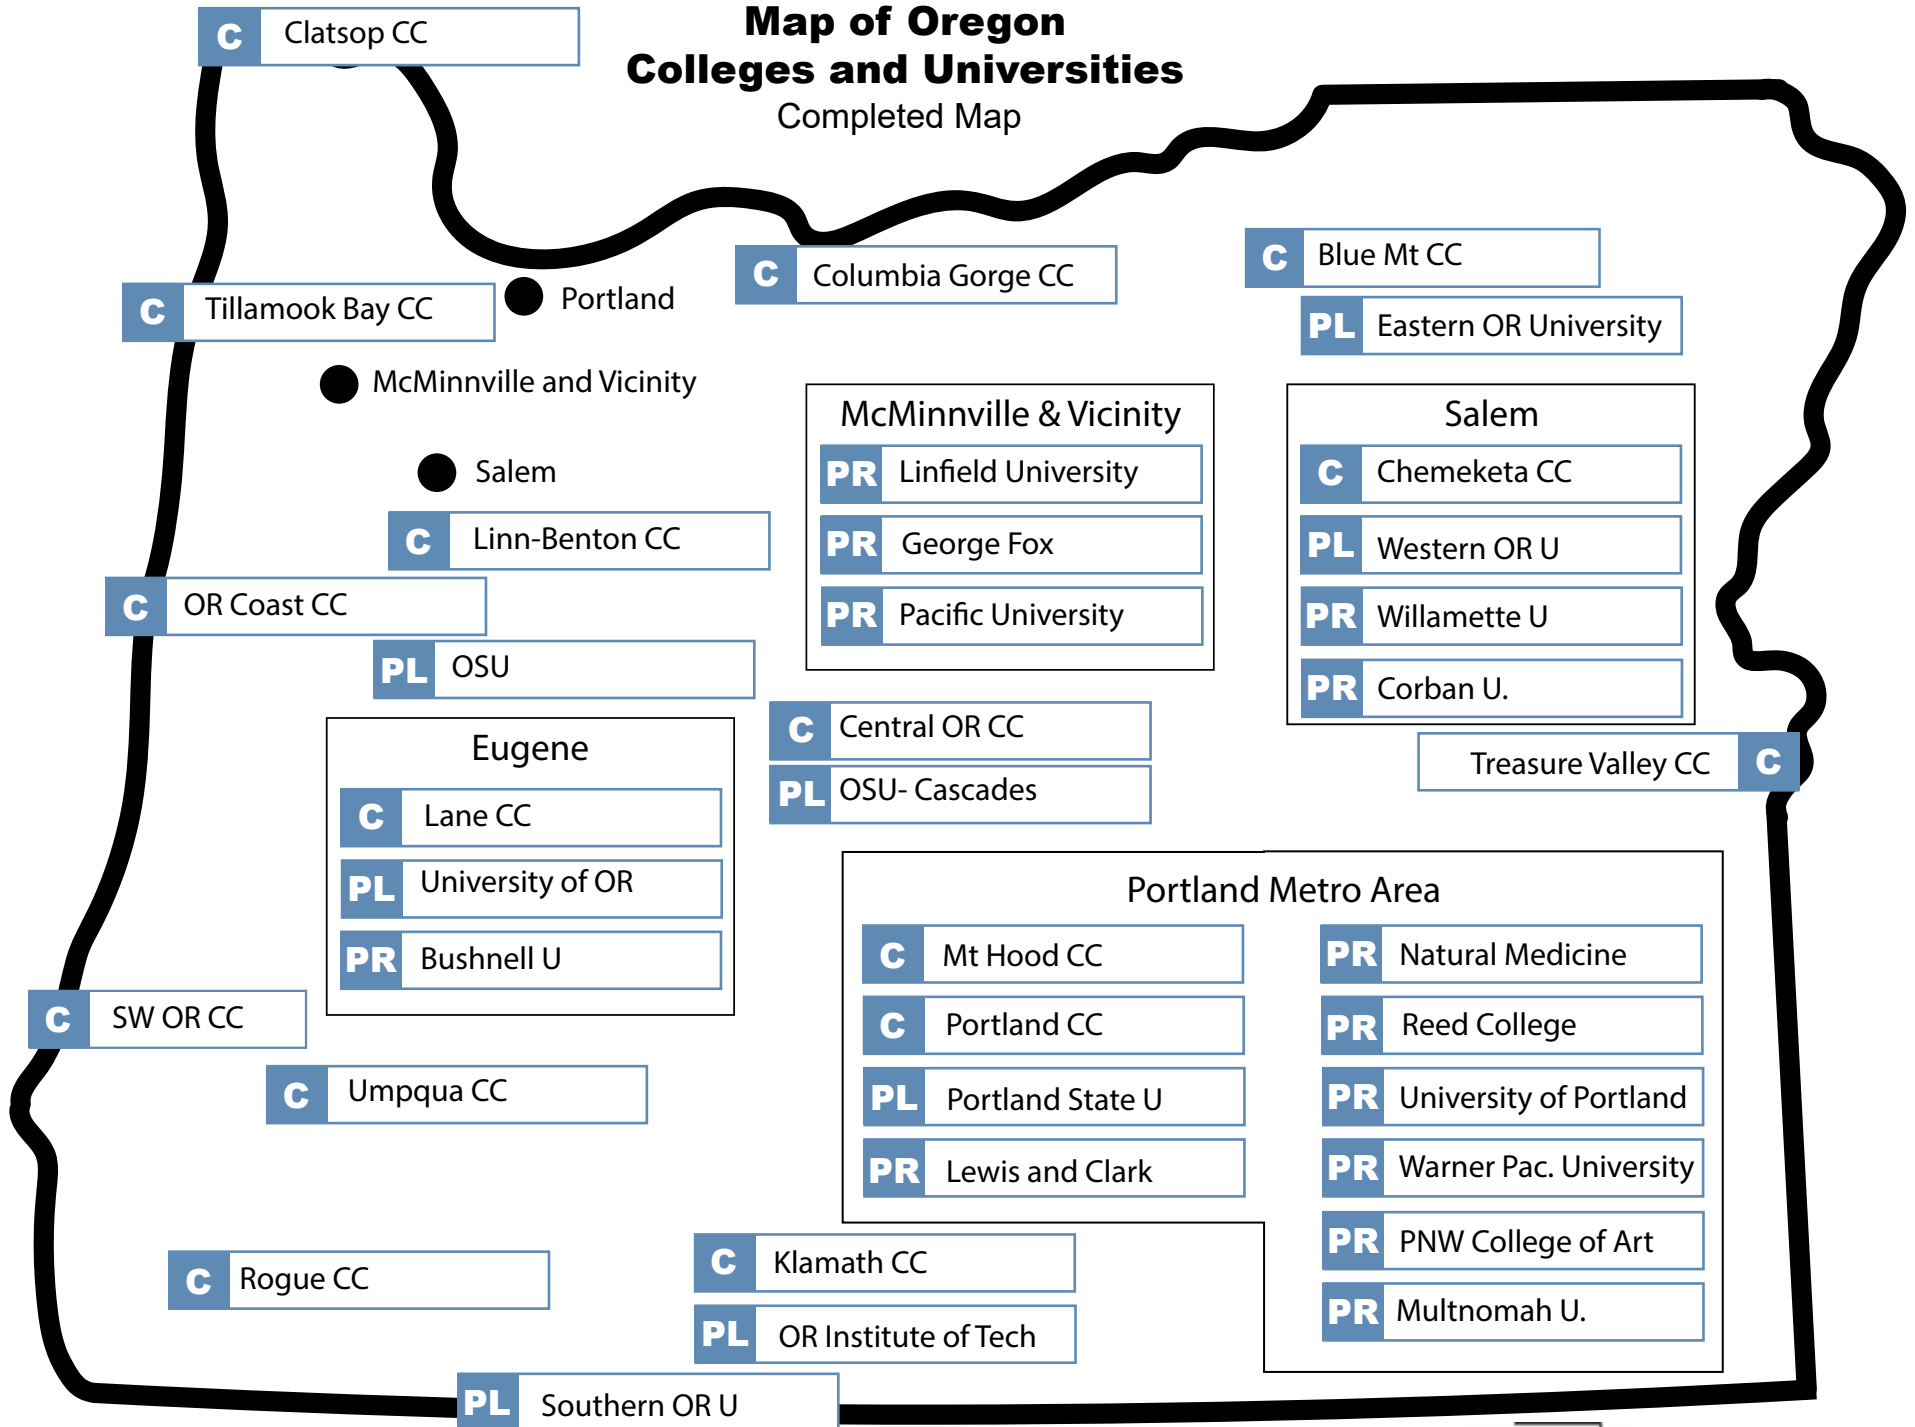 Map of Oregon
Colleges and Universities
Completed Map
C Clatsop CC
C Columbia Gorge CC
C Blue Mt CC
PL Eastern OR University
C Tillamook Bay CC
Portland
McMinnville and Vicinity
Salem
C Linn-Benton CC
C OR Coast CC
PL OSU
McMinnville & Vicinity
PR Linfield University
PR George Fox
PR Pacific University
Salem
C Chemeketa CC
PL Western OR U
PR Willamette U
PR Corban U.
C Central OR CC
PL OSU- Cascades
Treasure Valley CC C
Eugene
C Lane CC
PL University of OR
PR Bushnell U
Portland Metro Area
C Mt Hood CC
C Portland CC
PL Portland State U
PR Lewis and Clark
PR Natural Medicine
PR Reed College
PR University of Portland
PR Warner Pac. University
PR PNW College of Art
PR Multnomah U.
C SW OR CC
C Umpqua CC
C Rogue CC
C Klamath CC
PL OR Institute of Tech
PL Southern OR U